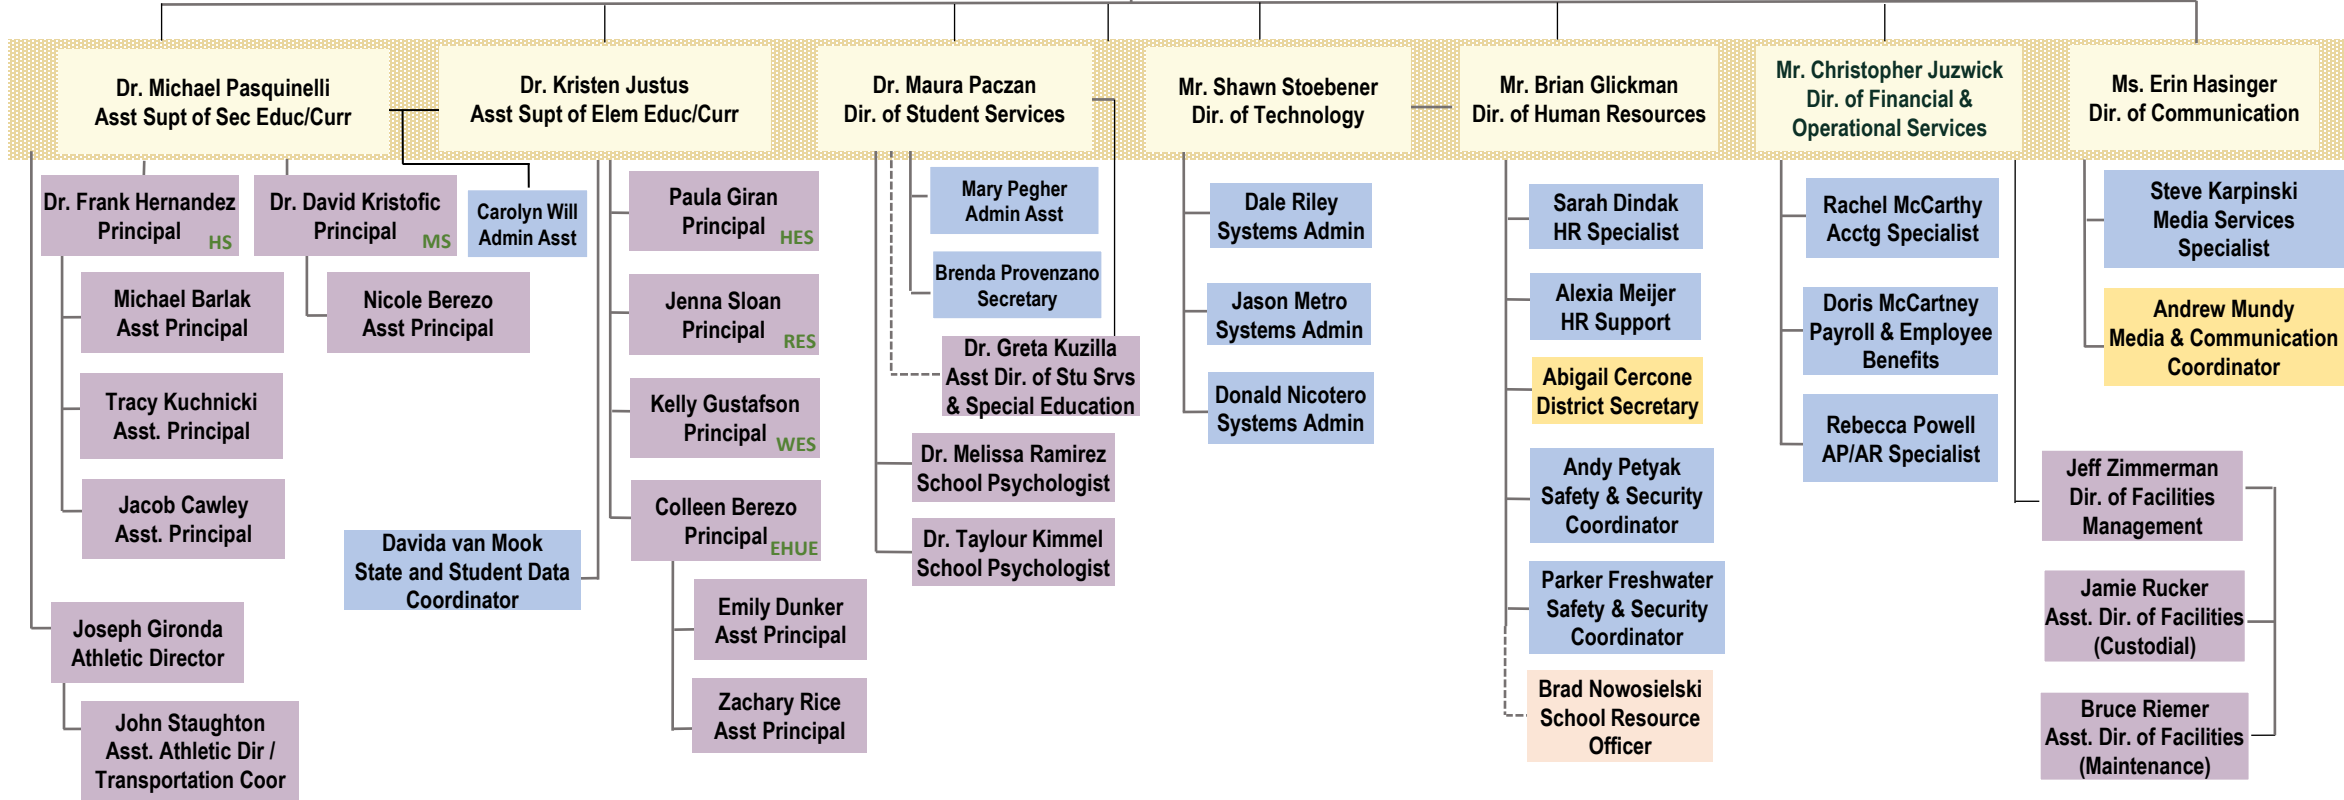 Dr. Michael Pasquinelli
Asst Supt of Sec Educ/Curr
Dr. Kristen Justus
Asst Supt of Elem Educ/Curr
Dr. Maura Paczan
Dir. of Student Services
Mr. Shawn Stoebener
Dir. of Technology
Mr. Brian Glickman
Dir. of Human Resources
Mr. Christopher Juzwick
Dir. of Financial &
Operational Services
Ms. Erin Hasinger
Dir. of Communication
Dr. Frank Hernandez
Principal HS
Dr. David Kristofic
Principal MS
Carolyn Will
Admin Asst
Michael Barlak
Asst Principal
Nicole Berezo
Asst Principal
Tracy Kuchnicki
Asst. Principal
Jacob Cawley
Asst. Principal
Joseph Gironda
Athletic Director
John Staughton
Asst. Athletic Dir /
Transportation Coor
Davida van Mook
State and Student Data
Coordinator
Paula Giran
Principal HES
Jenna Sloan
Principal RES
Kelly Gustafson
Principal WES
Colleen Berezo
Principal EHUE
Emily Dunker
Asst Principal
Zachary Rice
Asst Principal
Mary Pegher
Admin Asst
Brenda Provenzano
Secretary
Dr. Greta Kuzilla
Asst Dir. of Stu Srvs
& Special Education
Dr. Melissa Ramirez
School Psychologist
Dr. Taylour Kimmel
School Psychologist
Dale Riley
Systems Admin
Jason Metro
Systems Admin
Donald Nicotero
Systems Admin
Sarah Dindak
HR Specialist
Alexia Meijer
HR Support
Abigail Cercone
District Secretary
Andy Petyak
Safety & Security
Coordinator
Parker Freshwater
Safety & Security
Coordinator
Brad Nowosielski
School Resource
Officer
Rachel McCarthy
Acctg Specialist
Doris McCartney
Payroll & Employee
Benefits
Rebecca Powell
AP/AR Specialist
Steve Karpinski
Media Services
Specialist
Andrew Mundy
Media & Communication
Coordinator
Jeff Zimmerman
Dir. of Facilities
Management
Jamie Rucker
Asst. Dir. of Facilities
(Custodial)
Bruce Riemer
Asst. Dir. of Facilities
(Maintenance)